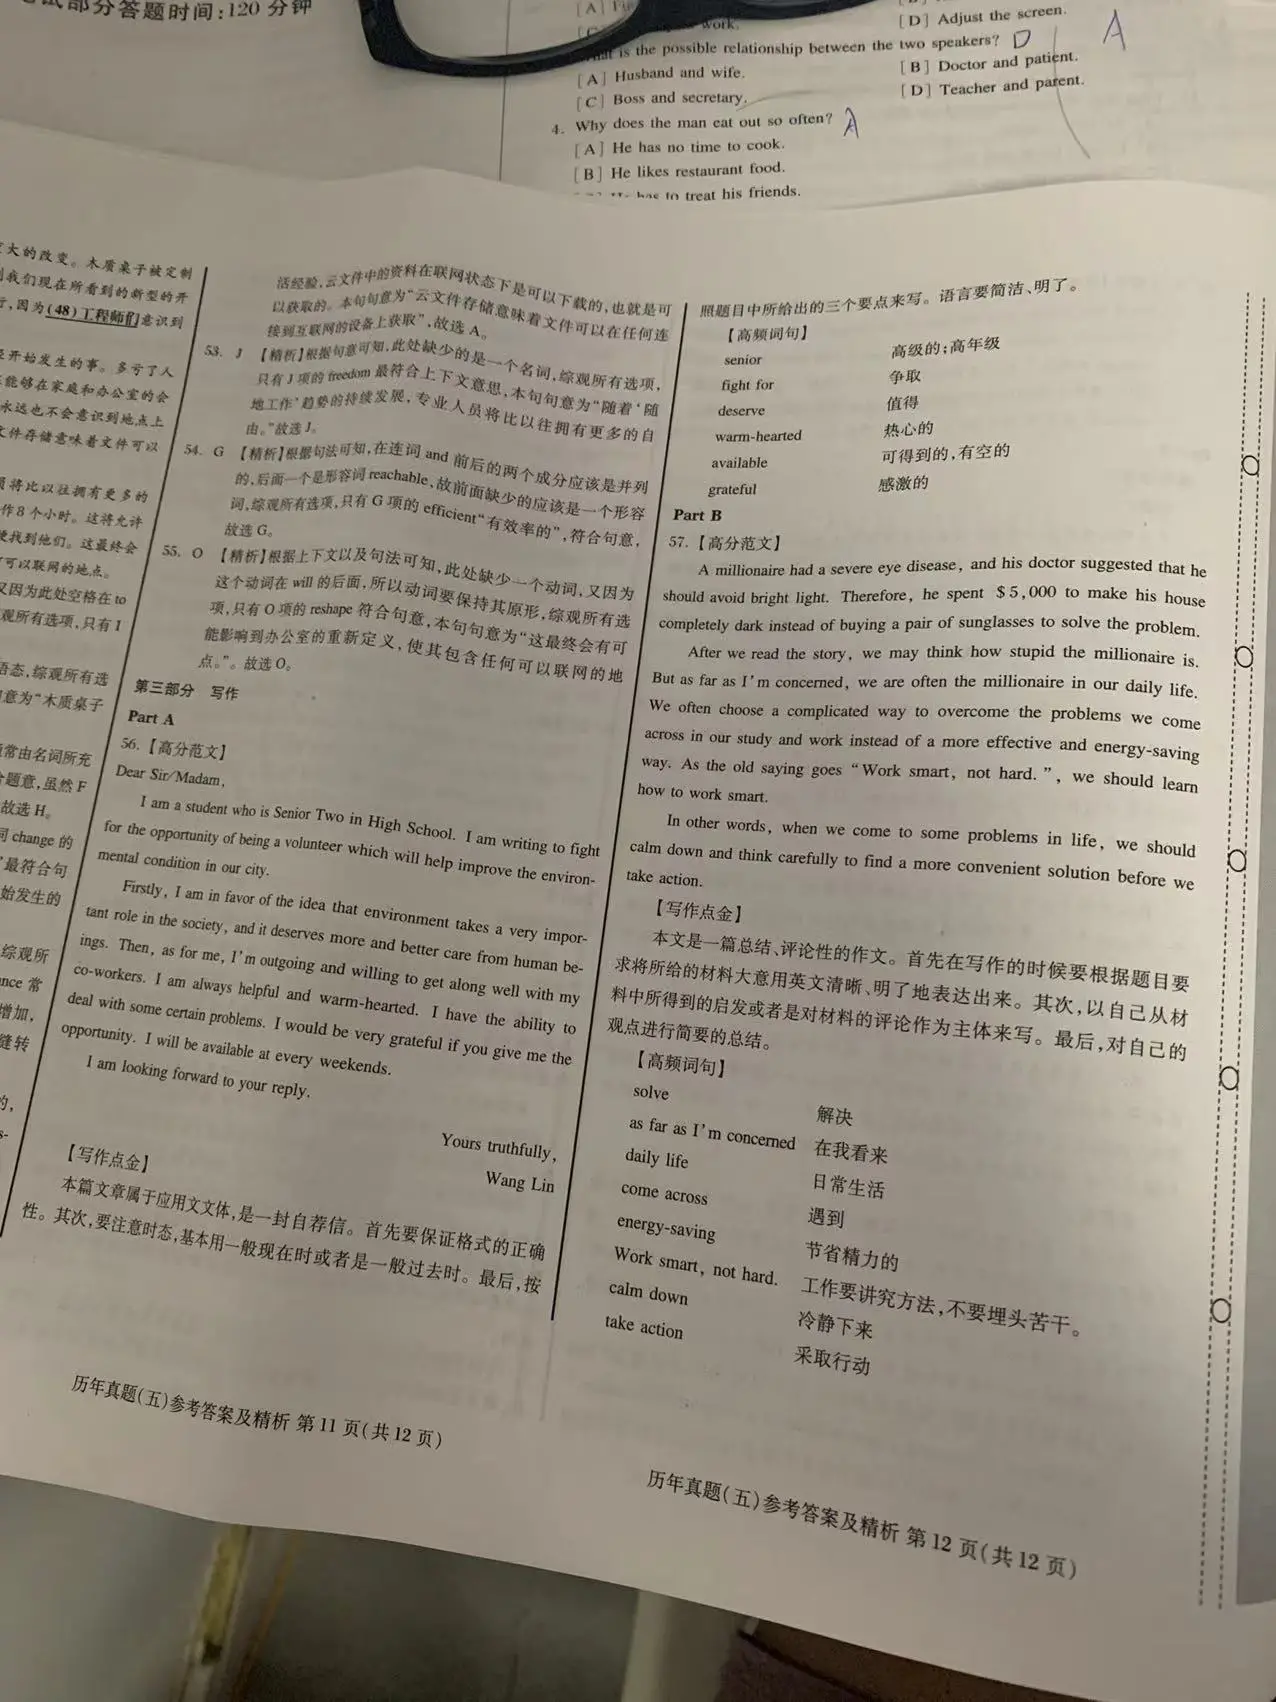 试部分答题时间:120 分钟
[A]
work.
[D] Adjust the screen.
is the possible relationship between the two speakers? D
A
[A] Husband and wife.
[B] Doctor and patient.
[C] Boss and secretary.
[D] Teacher and parent.
4. Why does the man eat out so often? A
[A] He has no time to cook.
[B] He likes restaurant food.
has to treat his friends.
大的改变。木质桌子被定制
我们现在所看到的新型的开
,因为(48)工程师们意识到
开始发生的事。多亏了人
能够在家庭和办公室的会
永远也不会意识到地点上
文件存储意味着文件可以
将比以往拥有更多的
作8个小时。这将允许
使找到他们。这最终会
可以联网的地点。
又因为此处空格在 to
观所有选项,只有 I
语态,综观所有选
意为“木质桌子
常由名词所充
题意,虽然 F
故选 H。
词 change 的
”最符合句
始发生的
综观所
nce 常
增加,
缝转
的,
s-
活经验,云文件中的资料在联网状态下是可以下载的,也就是可
以获取的。本句句意为“云文件存储意味着文件可以在任何连
接到互联网的设备上获取”,故选 A。
53. J 【精析】根据句意可知,此处缺少的是一个名词,综观所有选项,
只有 J 项的 freedom 最符合上下文意思,本句句意为“随着‘随
地工作’趋势的持续发展,专业人员将比以往拥有更多的自
由。”故选 J。
54. G 【精析】根据句法可知,在连词 and 前后的两个成分应该是并列
的,后面一个是形容词 reachable,故前面缺少的应该是一个形容
词,综观所有选项,只有 G 项的 efficient“有效率的”,符合句意,
故选 G。
55. O 【精析】根据上下文以及句法可知,此处缺少一个动词,又因为
这个动词在 will 的后面,所以动词要保持其原形,综观所有选
项,只有 O 项的 reshape 符合句意,本句句意为“这最终会有可
能影响到办公室的重新定义,使其包含任何可以联网的地
点。”。故选 O。
第三部分 写作
Part A
56.【高分范文】
Dear Sir/Madam,
I am a student who is Senior Two in High School. I am writing to fight
for the opportunity of being a volunteer which will help improve the environ-
mental condition in our city.
Firstly, I am in favor of the idea that environment takes a very impor-
tant role in the society, and it deserves more and better care from human be-
ings. Then, as for me, I'm outgoing and willing to get along well with my
co-workers. I am always helpful and warm-hearted. I have the ability to
deal with some certain problems. I would be very grateful if you give me the
opportunity. I will be available at every weekends.
I am looking forward to your reply.
Yours truthfully,
Wang Lin
【写作点金】
本篇文章属于应用文文体,是一封自荐信。首先要保证格式的正确
性。其次,要注意时态,基本用一般现在时或者是一般过去时。最后,按
历年真题(五)参考答案及精析 第 11 页(共 12 页)
照题目中所给出的三个要点来写。语言要简洁、明了。
【高频词句】
senior 高级的;高年级
fight for 争取
deserve 值得
warm-hearted 热心的
available 可得到的,有空的
grateful 感激的
Part B
57.【高分范文】
A millionaire had a severe eye disease, and his doctor suggested that he
should avoid bright light. Therefore, he spent $5,000 to make his house
completely dark instead of buying a pair of sunglasses to solve the problem.
After we read the story, we may think how stupid the millionaire is.
But as far as I'm concerned, we are often the millionaire in our daily life.
We often choose a complicated way to overcome the problems we come
across in our study and work instead of a more effective and energy-saving
way. As the old saying goes “Work smart, not hard.”, we should learn
how to work smart.
In other words, when we come to some problems in life, we should
calm down and think carefully to find a more convenient solution before we
take action.
【写作点金】
本文是一篇总结、评论性的作文。首先在写作的时候要根据题目要
求将所给的材料大意用英文清晰、明了地表达出来。其次,以自己从材
料中所得到的启发或者是对材料的评论作为主体来写。最后,对自己的
观点进行简要的总结。
【高频词句】
solve 解决
as far as I'm concerned 在我看来
daily life 日常生活
come across 遇到
energy-saving 节省精力的
Work smart, not hard. 工作要讲究方法,不要埋头苦干。
calm down 冷静下来
take action 采取行动
历年真题(五)参考答案及精析 第 12 页(共 12 页)